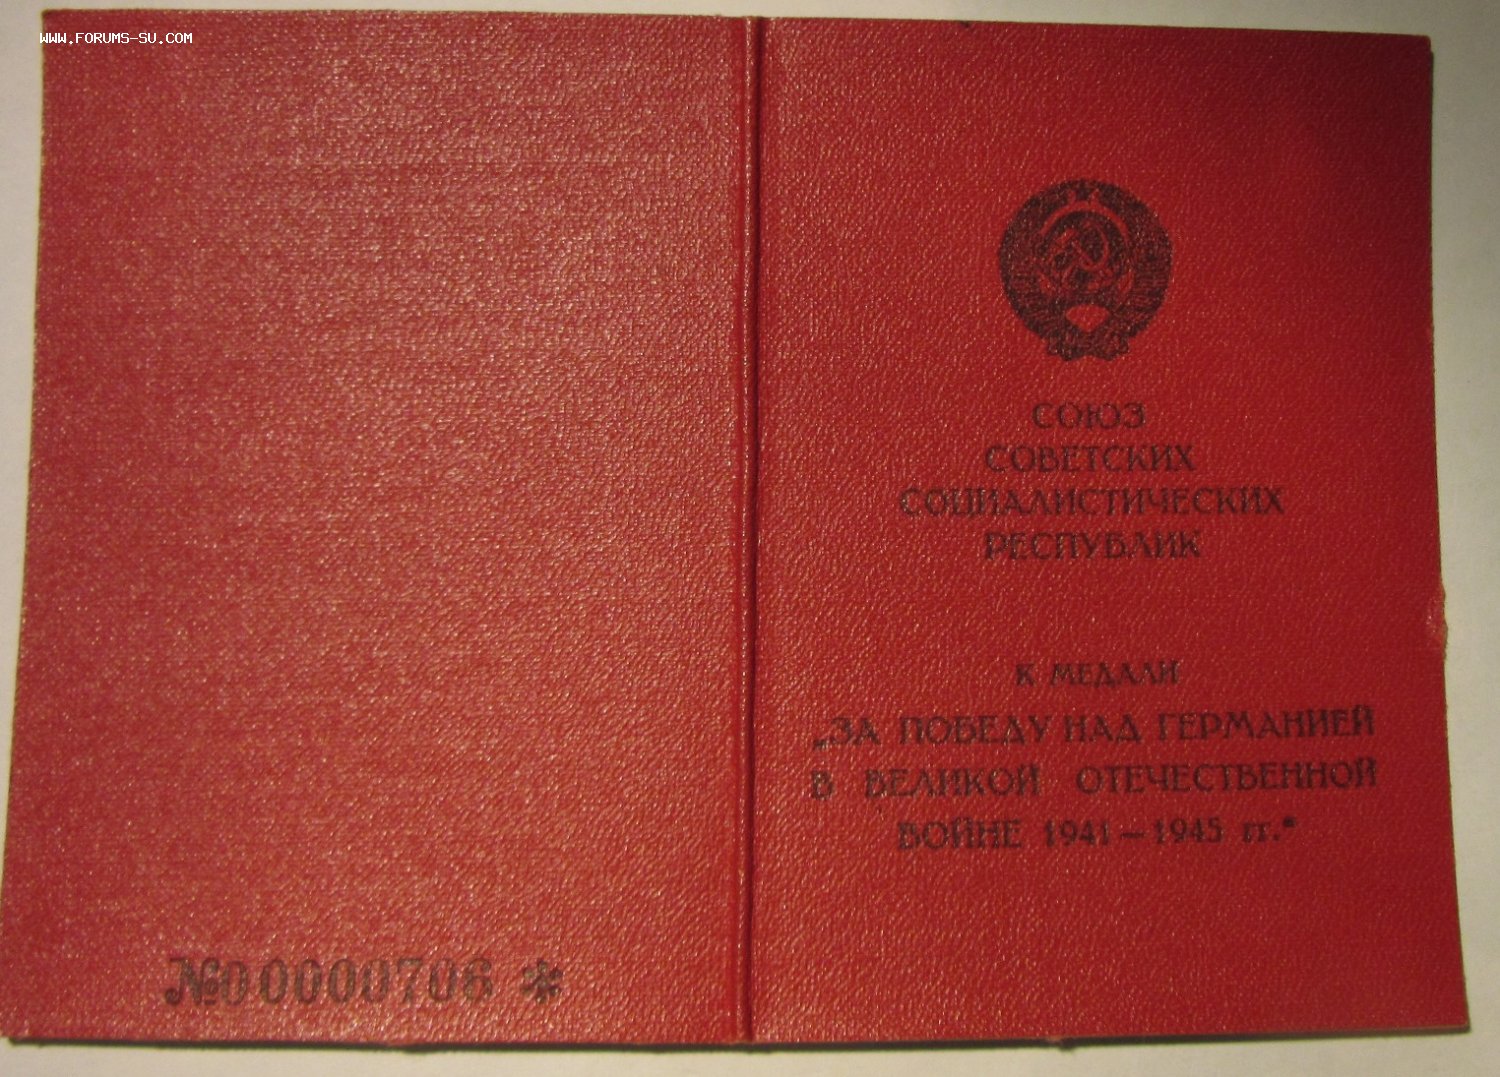 WWW.FORUMS-SU.COM
СОЮЗ
СОВЕТСКИХ
СОЦИАЛИСТИЧЕСКИХ
РЕСПУБЛИК
К МЕДАЛИ
„ЗА ПОБЕДУ НАД ГЕРМАНИЕЙ
В ВЕЛИКОЙ ОТЕЧЕСТВЕННОЙ
ВОЙНЕ 1941–1945 гг.“
№00000706 *